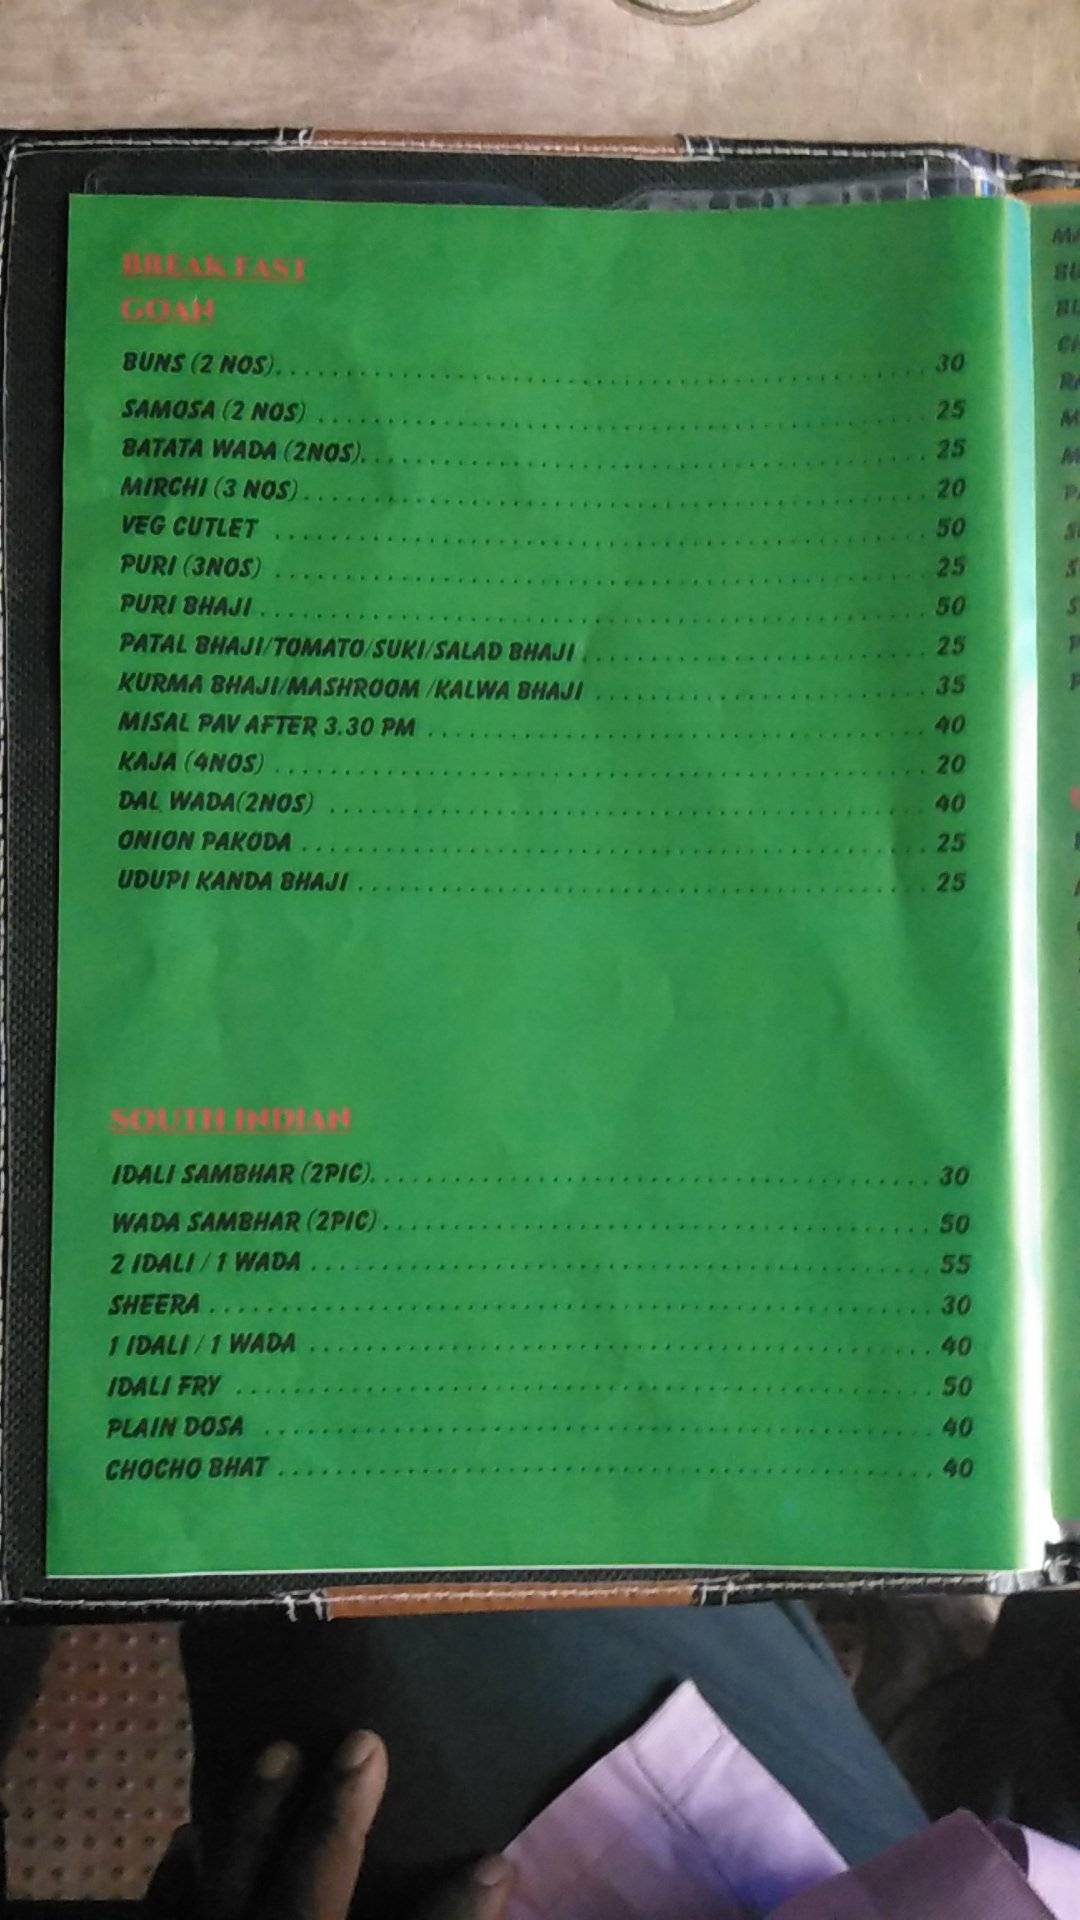 BREAK FAST
GOAN
BUNS (2 NOS)..................................................30
SAMOSA (2 NOS) ..................................................25
BATATA WADA (2NOS)..................................................25
MIRCHI (3 NOS)..................................................20
VEG CUTLET ..................................................50
PURI (3NOS) ..................................................25
PURI BHAJI ..................................................50
PATAL BHAJI/TOMATO/SUKI/SALAD BHAJI .........................25
KURMA BHAJI/MASHROOM /KALWA BHAJI .........................35
MISAL PAV AFTER 3.30 PM ....................................40
KAJA (4NOS) ..................................................20
DAL WADA(2NOS) ..................................................40
ONION PAKODA ..................................................25
UDUPI KANDA BHAJI ..........................................25
SOUTH INDIAN
IDALI SAMBHAR (2PIC)..........................................30
WADA SAMBHAR (2PIC)..........................................50
2 IDALI / 1 WADA ..............................................55
SHEERA ..................................................30
1 IDALI / 1 WADA ..............................................40
IDALI FRY ..................................................50
PLAIN DOSA ..................................................40
CHOCHO BHAT ..................................................40